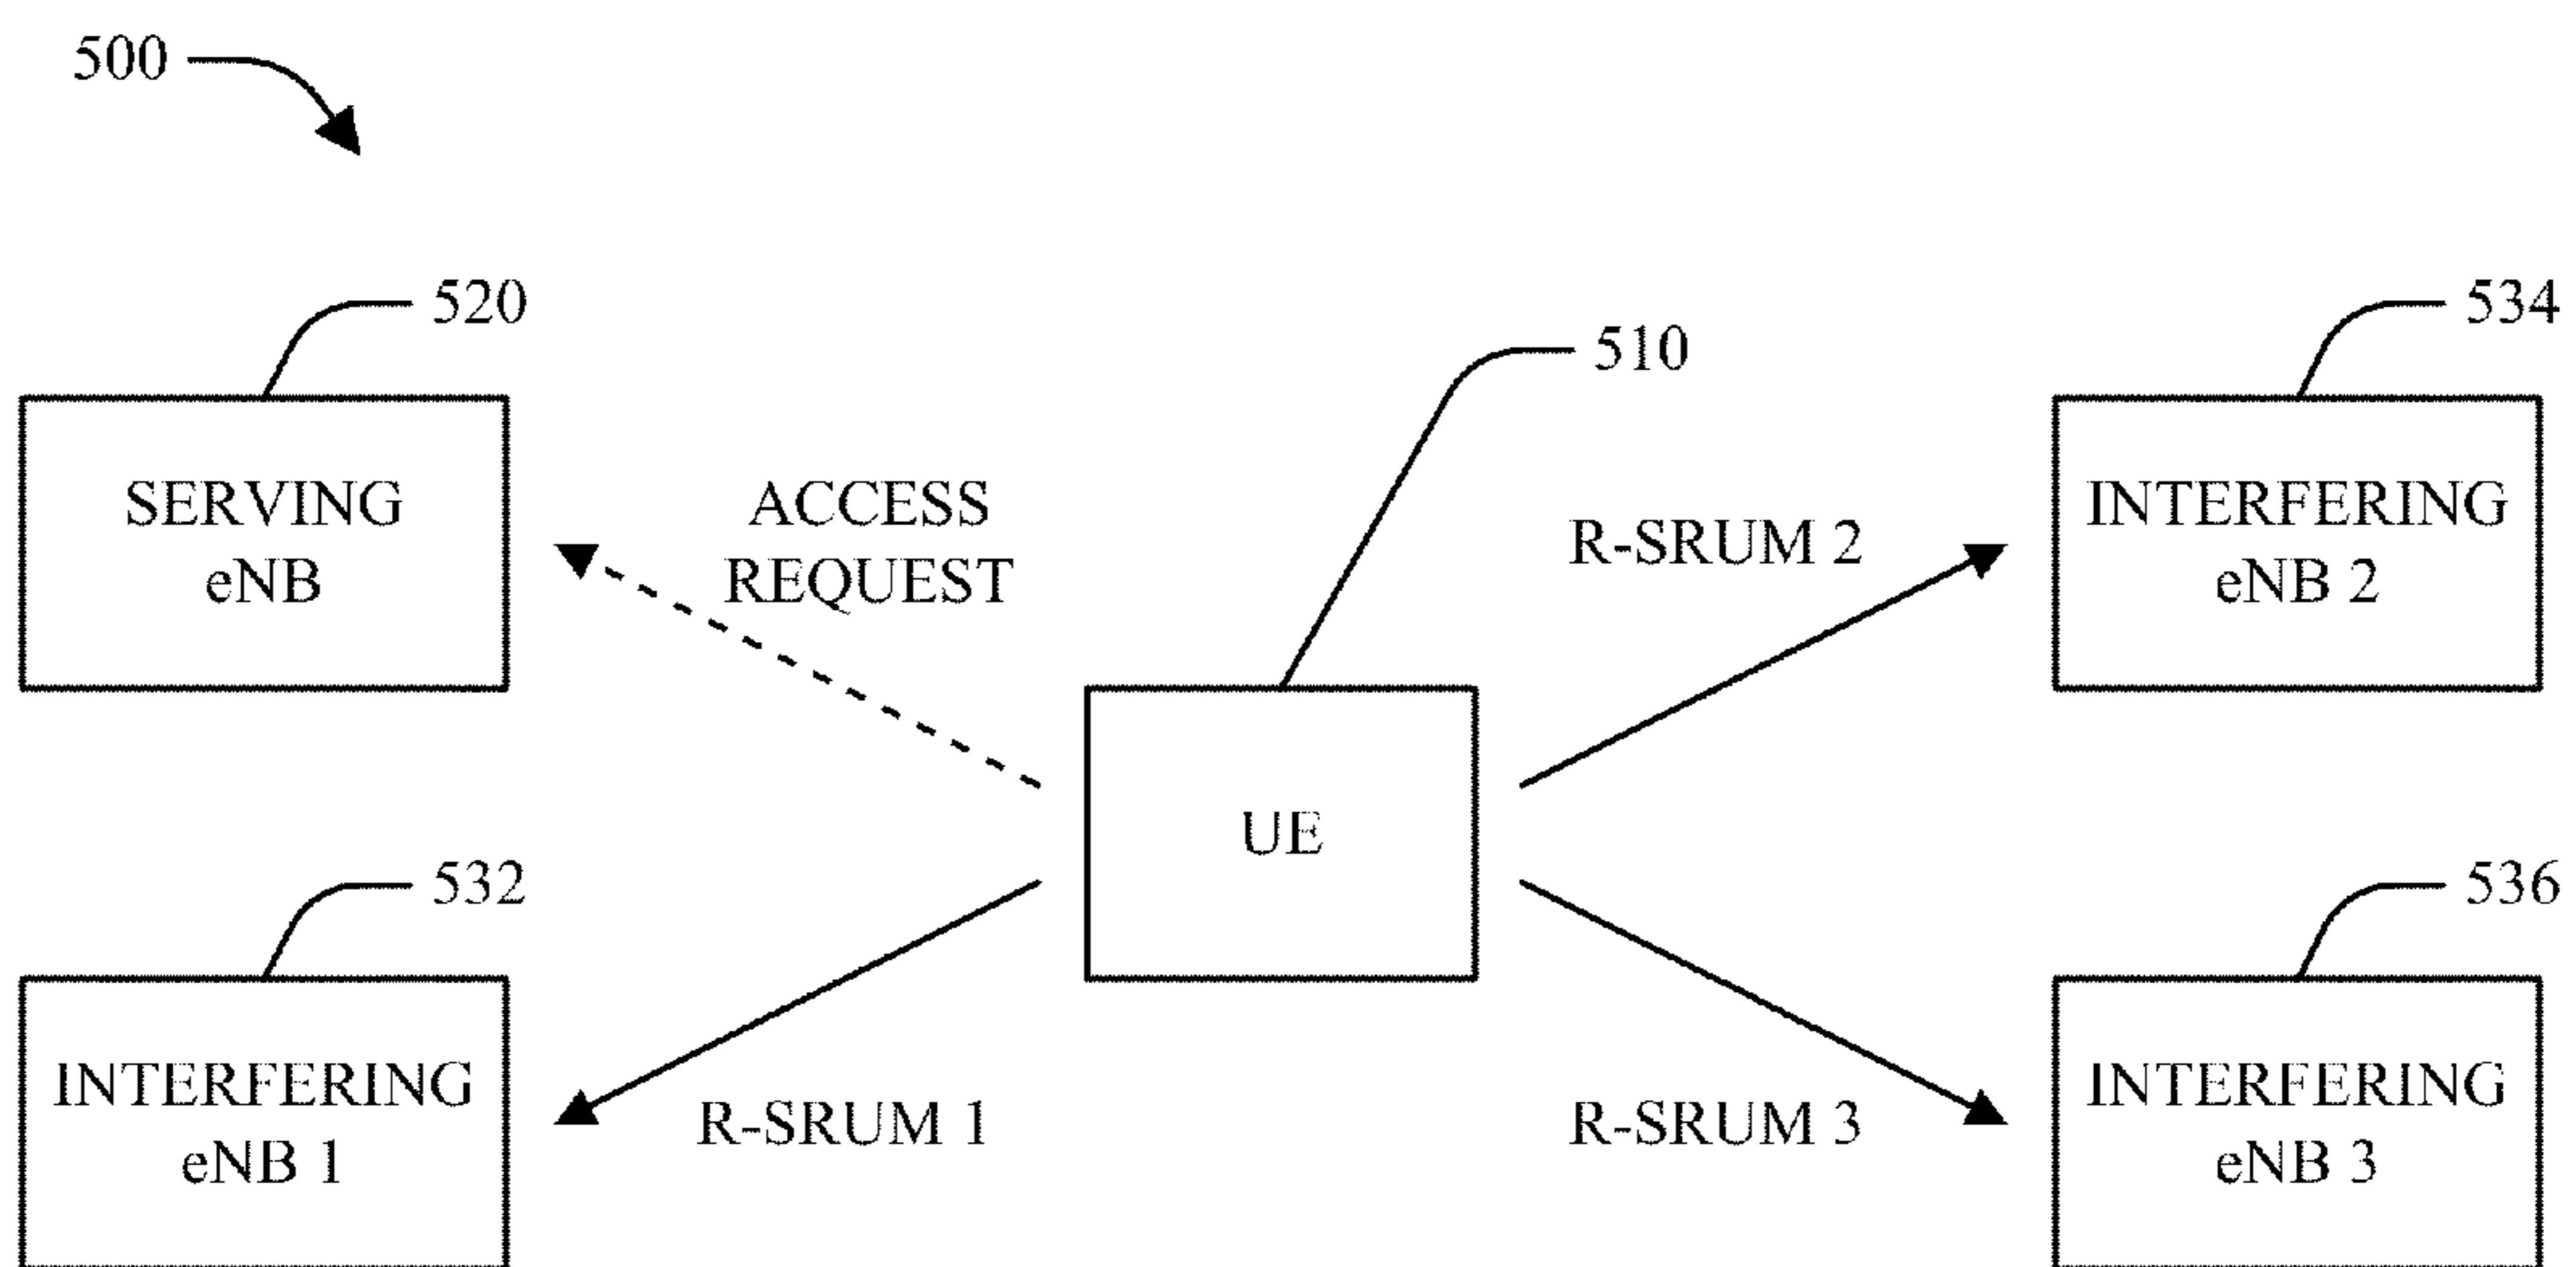 500
520
534
510
SERVING
eNB
ACCESS
REQUEST
R-SRUM 2
INTERFERING
eNB 2
UE
532
536
INTERFERING
eNB 1
R-SRUM 1
R-SRUM 3
INTERFERING
eNB 3